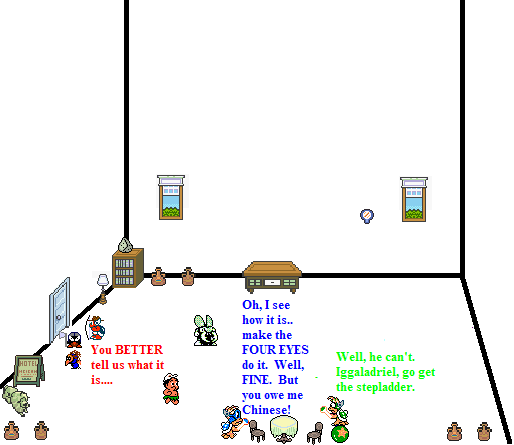 Oh, I see
how it is..
make the
FOUR EYES
do it.  Well,
FINE.  But
you owe me
Chinese!
You BETTER
tell us what it
is....
Well, he can't.
Iggaladriel, go get
the stepladder.
HOTEL